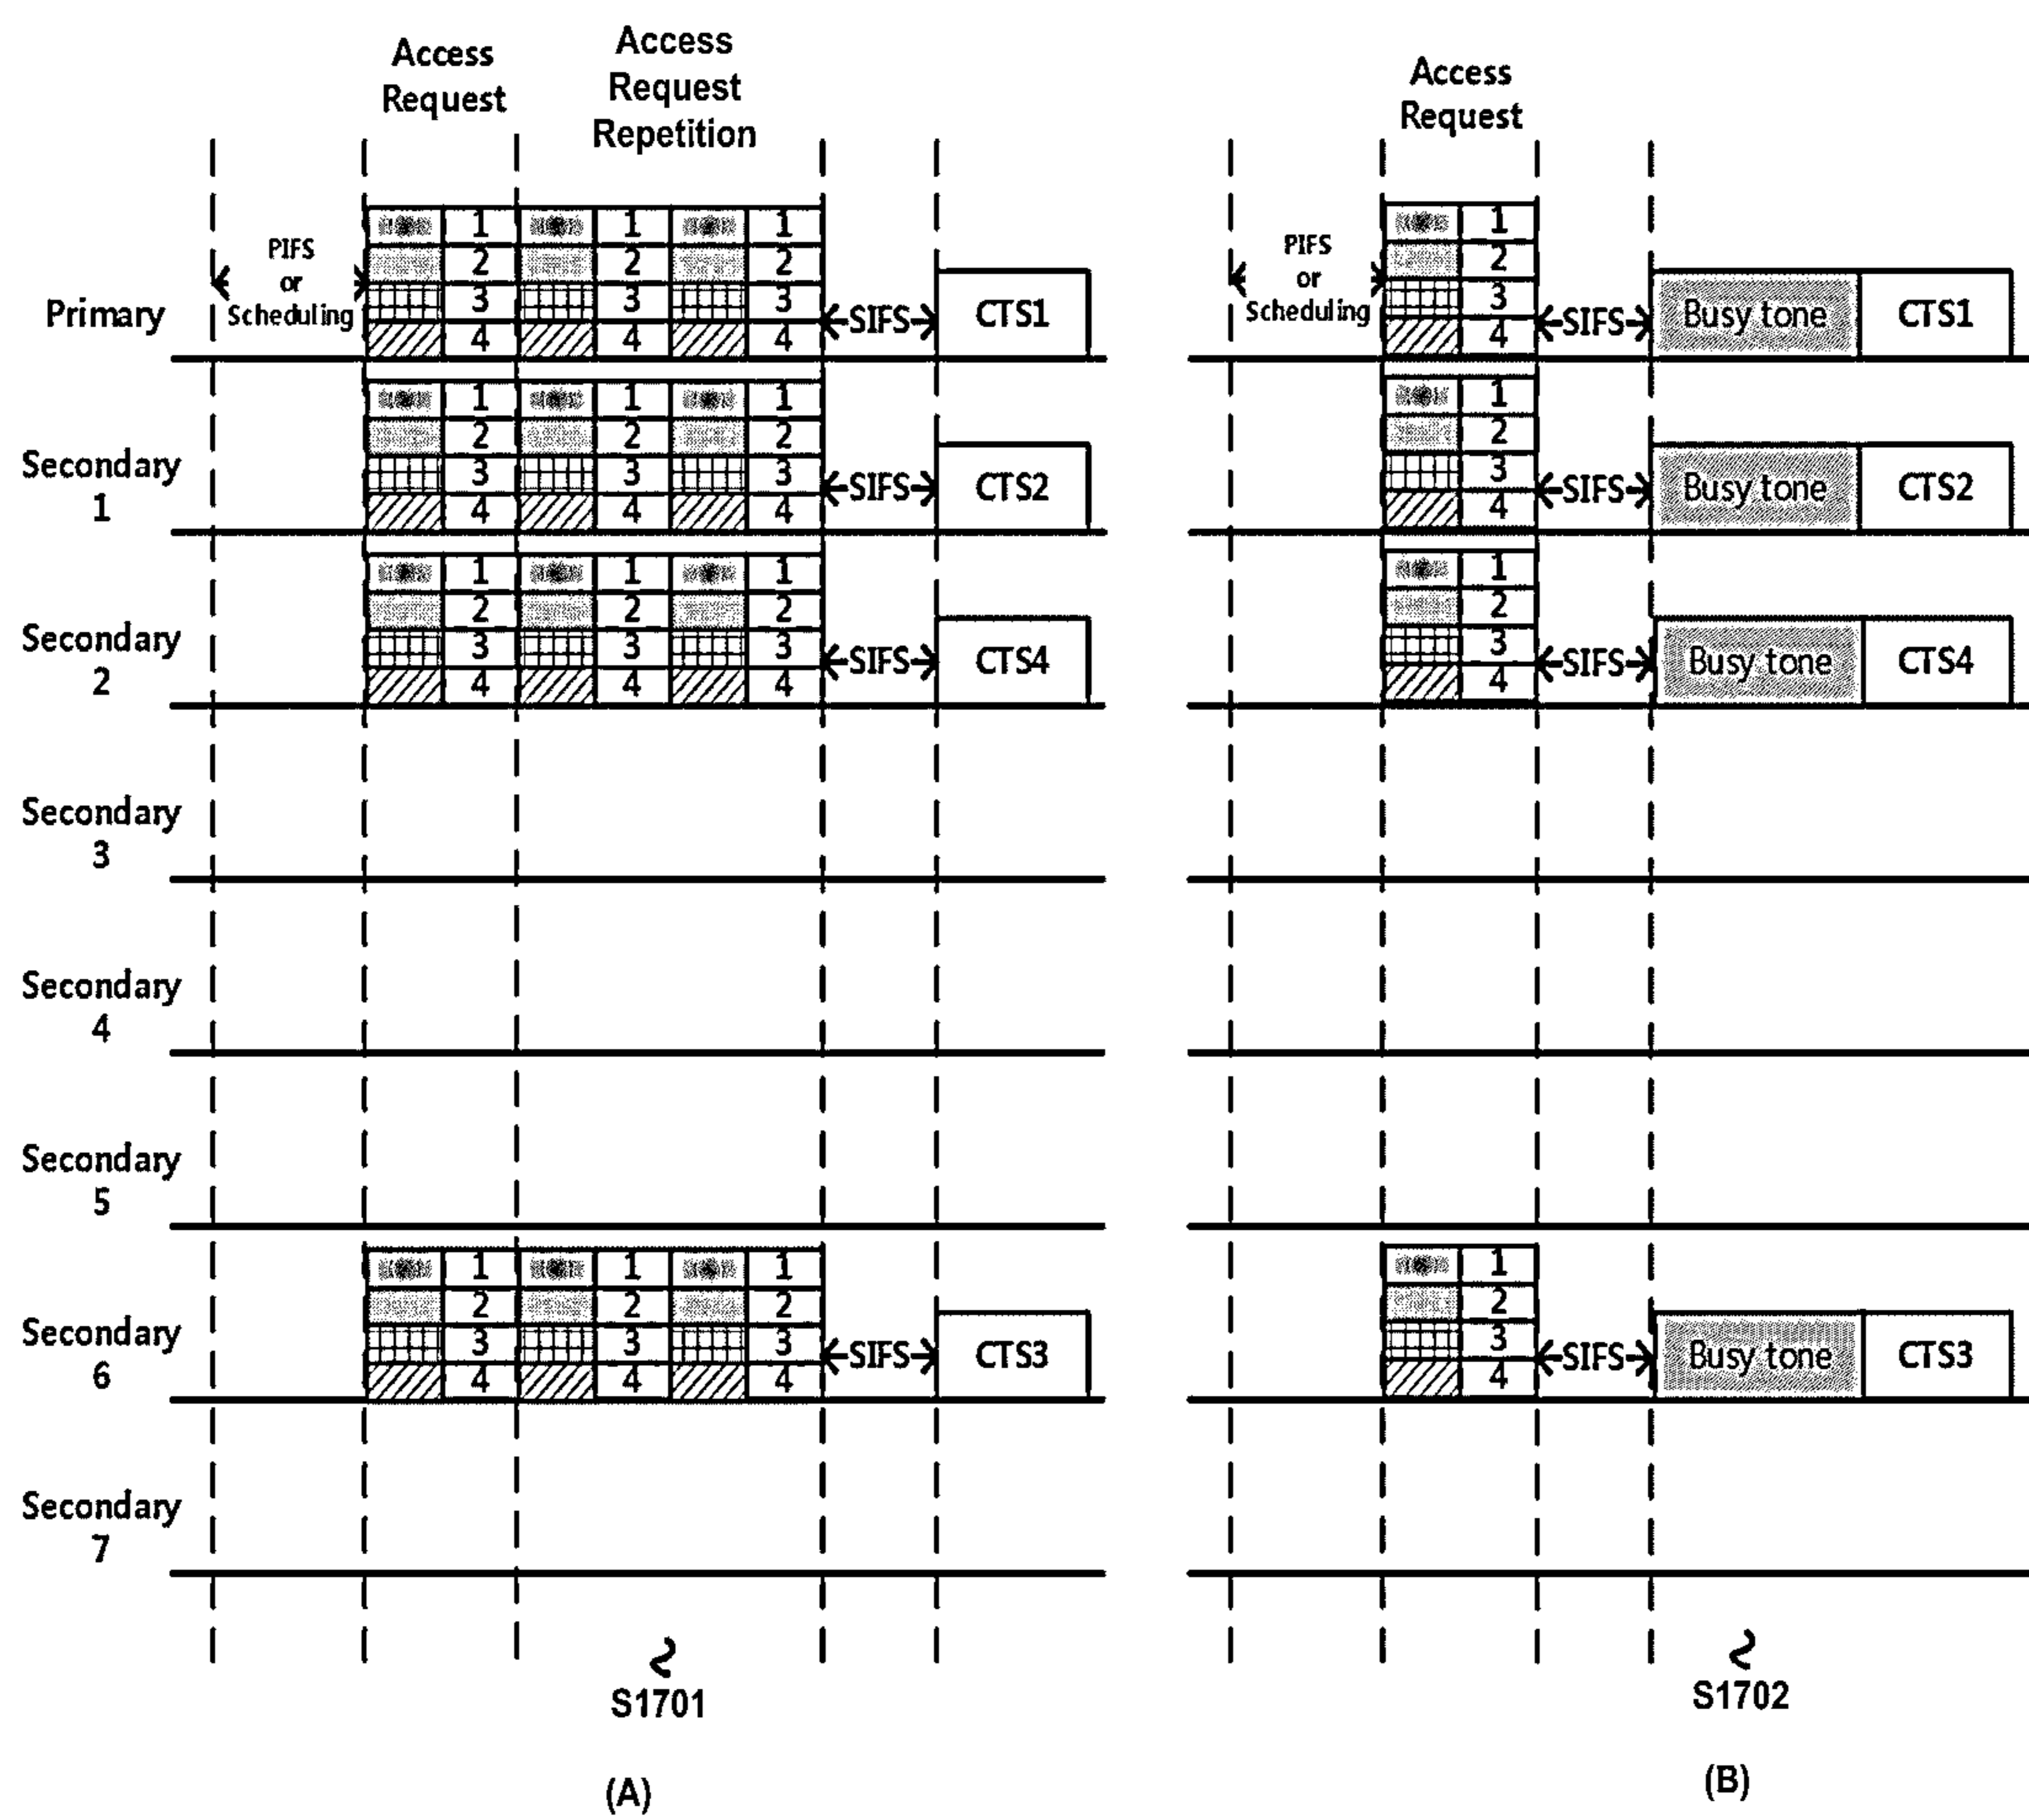 Access
Request
Access
Request
Repetition
Access
Request
PIFS
or
Scheduling
PIFS
or
Scheduling
Primary
1 1 1
2 2 2
3 3 3
4 4 4
SIFS
CTS1
1
2
3
4
SIFS
Busy tone
CTS1
Secondary
1
1 1 1
2 2 2
3 3 3
4 4 4
SIFS
CTS2
1
2
3
4
SIFS
Busy tone
CTS2
Secondary
2
1 1 1
2 2 2
3 3 3
4 4 4
SIFS
CTS4
1
2
3
4
SIFS
Busy tone
CTS4
Secondary
3
Secondary
4
Secondary
5
Secondary
6
1 1 1
2 2 2
3 3 3
4 4 4
SIFS
CTS3
1
2
3
4
SIFS
Busy tone
CTS3
Secondary
7
S1701
S1702
(A)
(B)